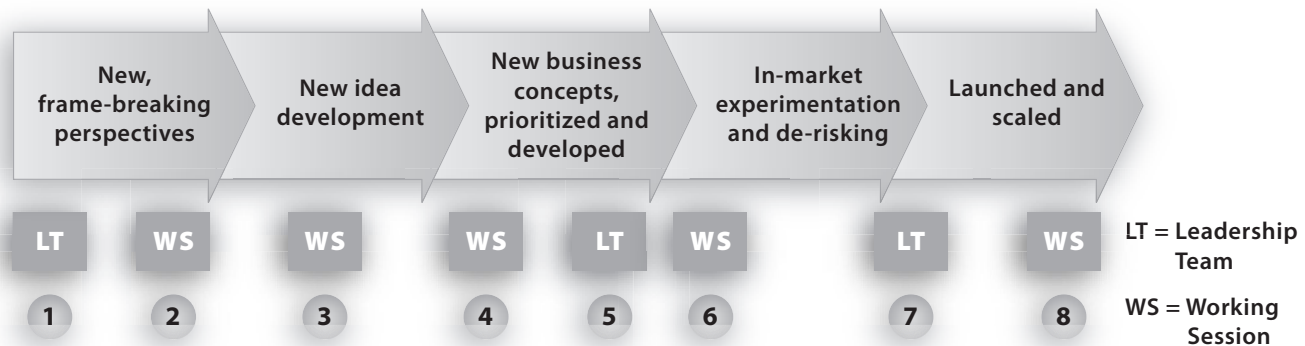 New,
frame-breaking
perspectives
New idea
development
New business
concepts,
prioritized and
developed
In-market
experimentation
and de-risking
Launched and
scaled
LT
WS
WS
WS
LT
WS
LT
WS
1
2
3
4
5
6
7
8
LT = Leadership
Team
WS = Working
Session